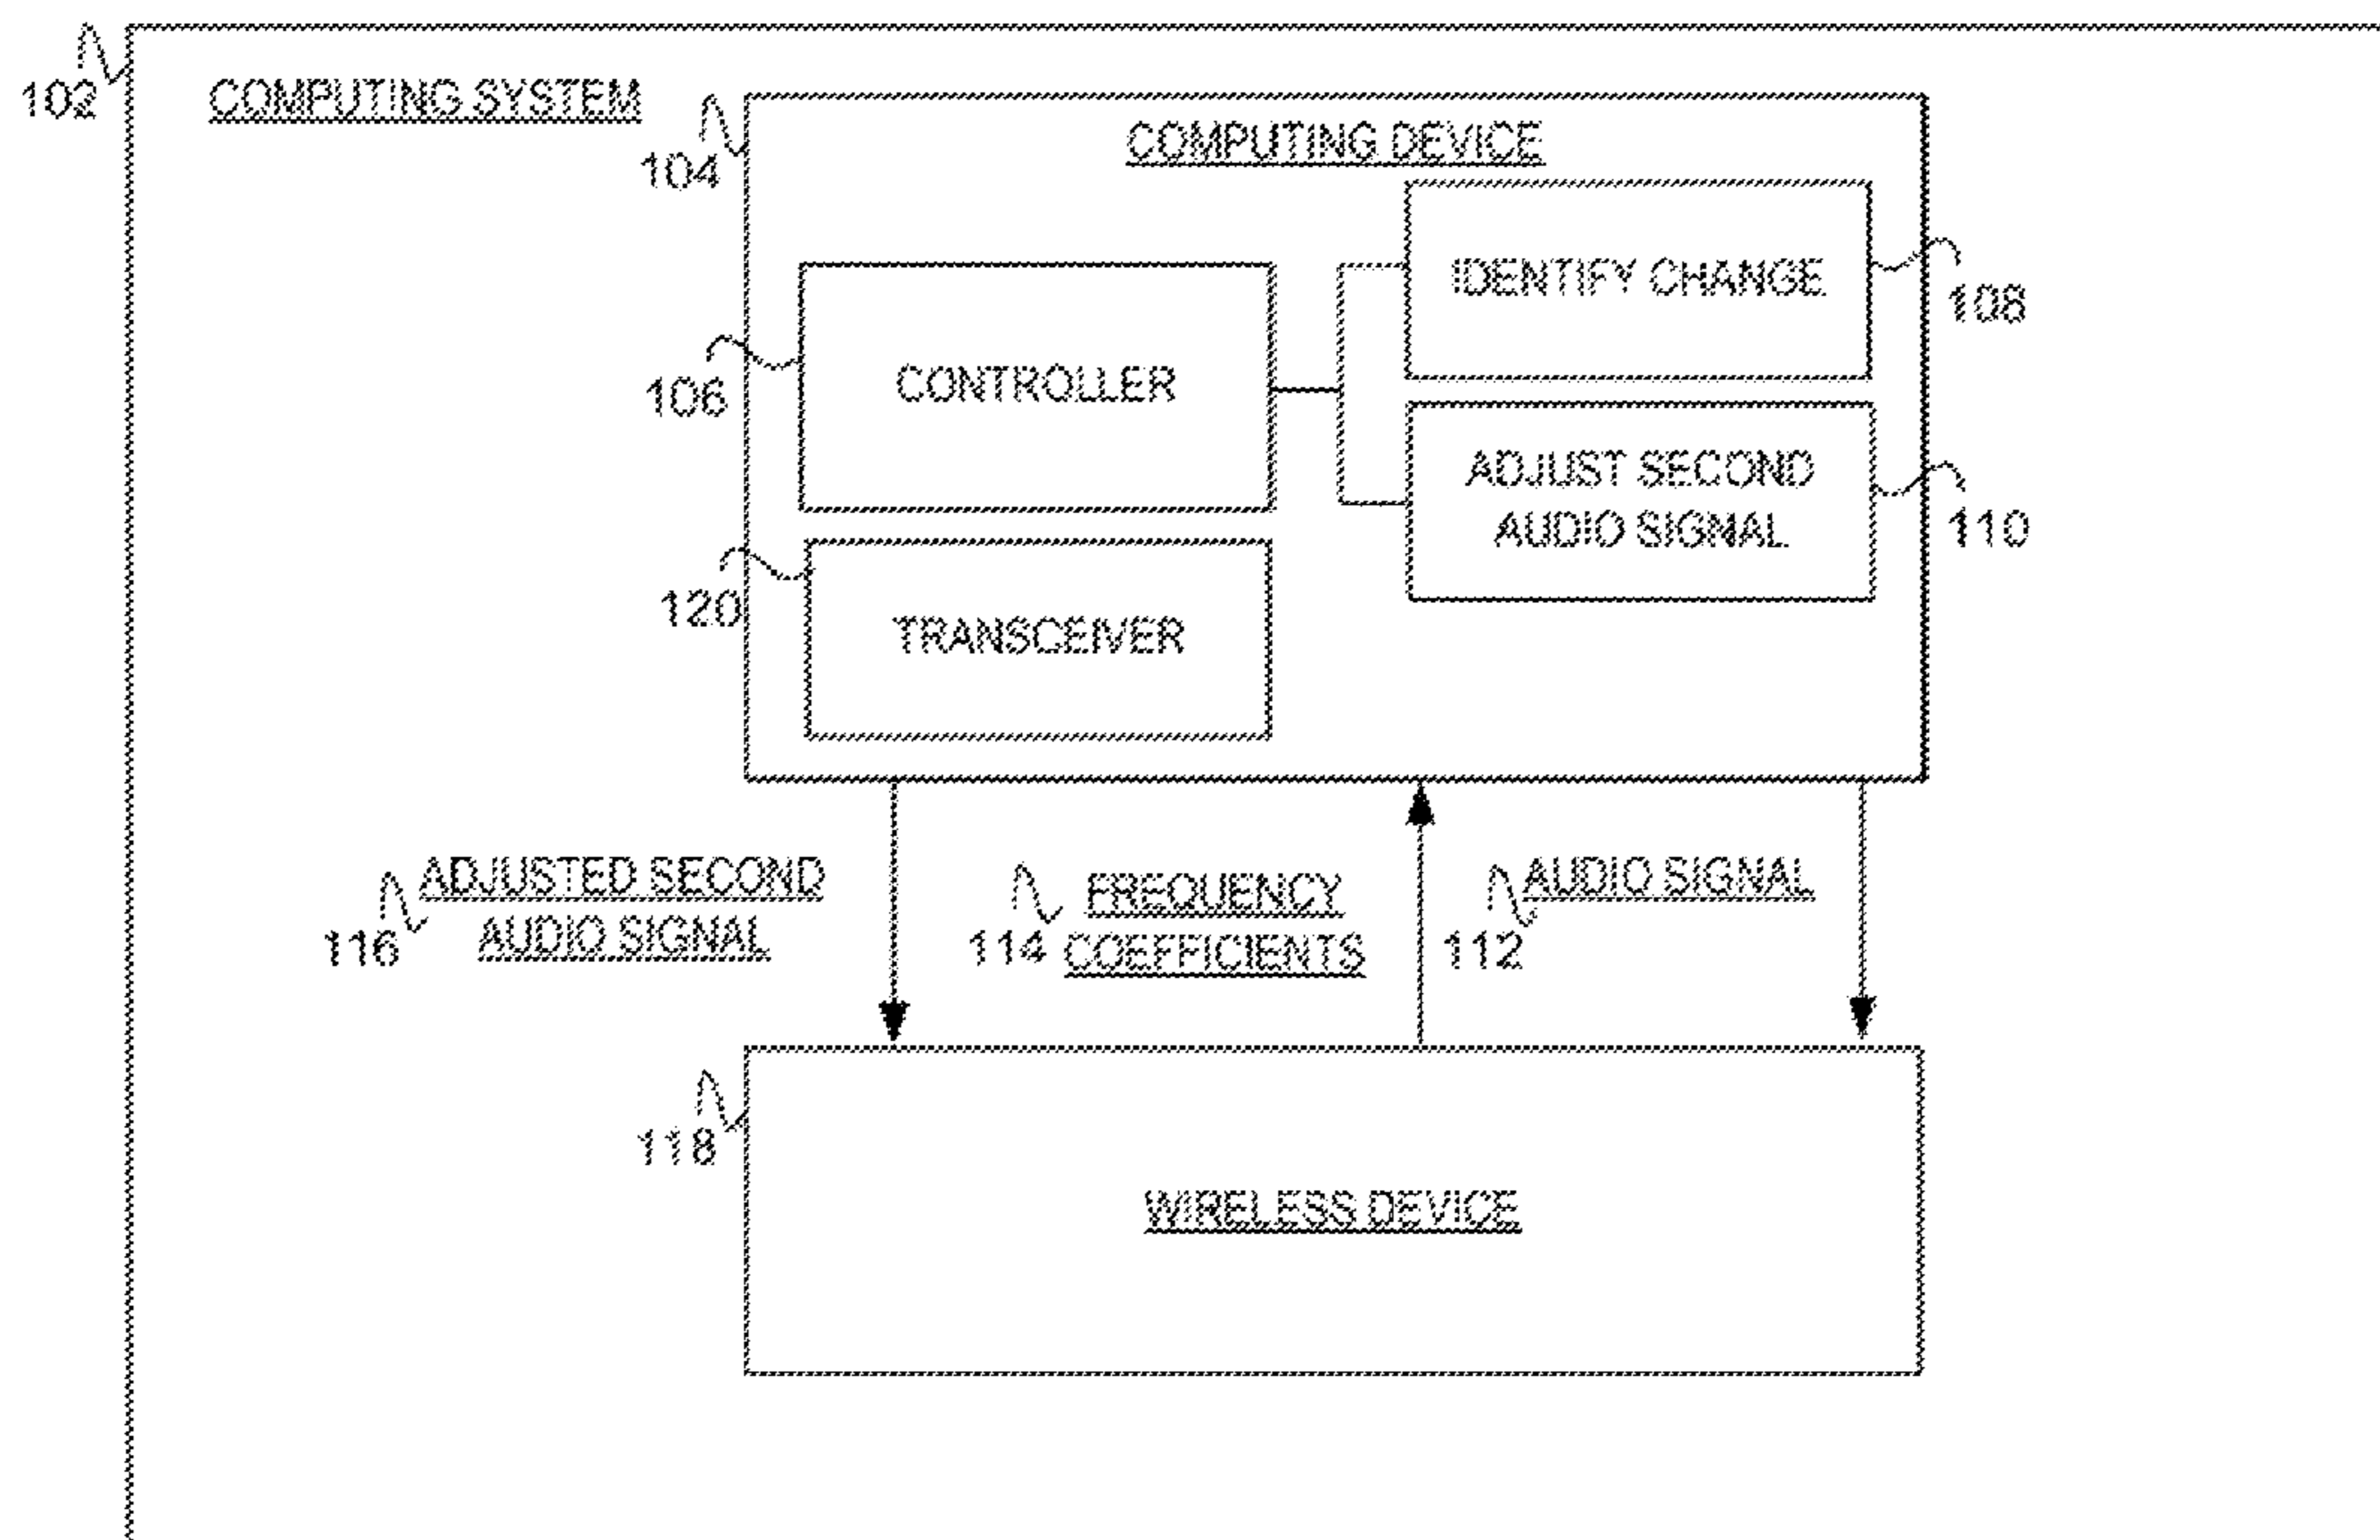 102
COMPUTING SYSTEM
104
COMPUTING DEVICE
IDENTIFY CHANGE
108
106
CONTROLLER
ADJUST SECOND
AUDIO SIGNAL
110
120
TRANSCEIVER
116
ADJUSTED SECOND
AUDIO SIGNAL
114
FREQUENCY
COEFFICIENTS
112
AUDIO SIGNAL
118
WIRELESS DEVICE